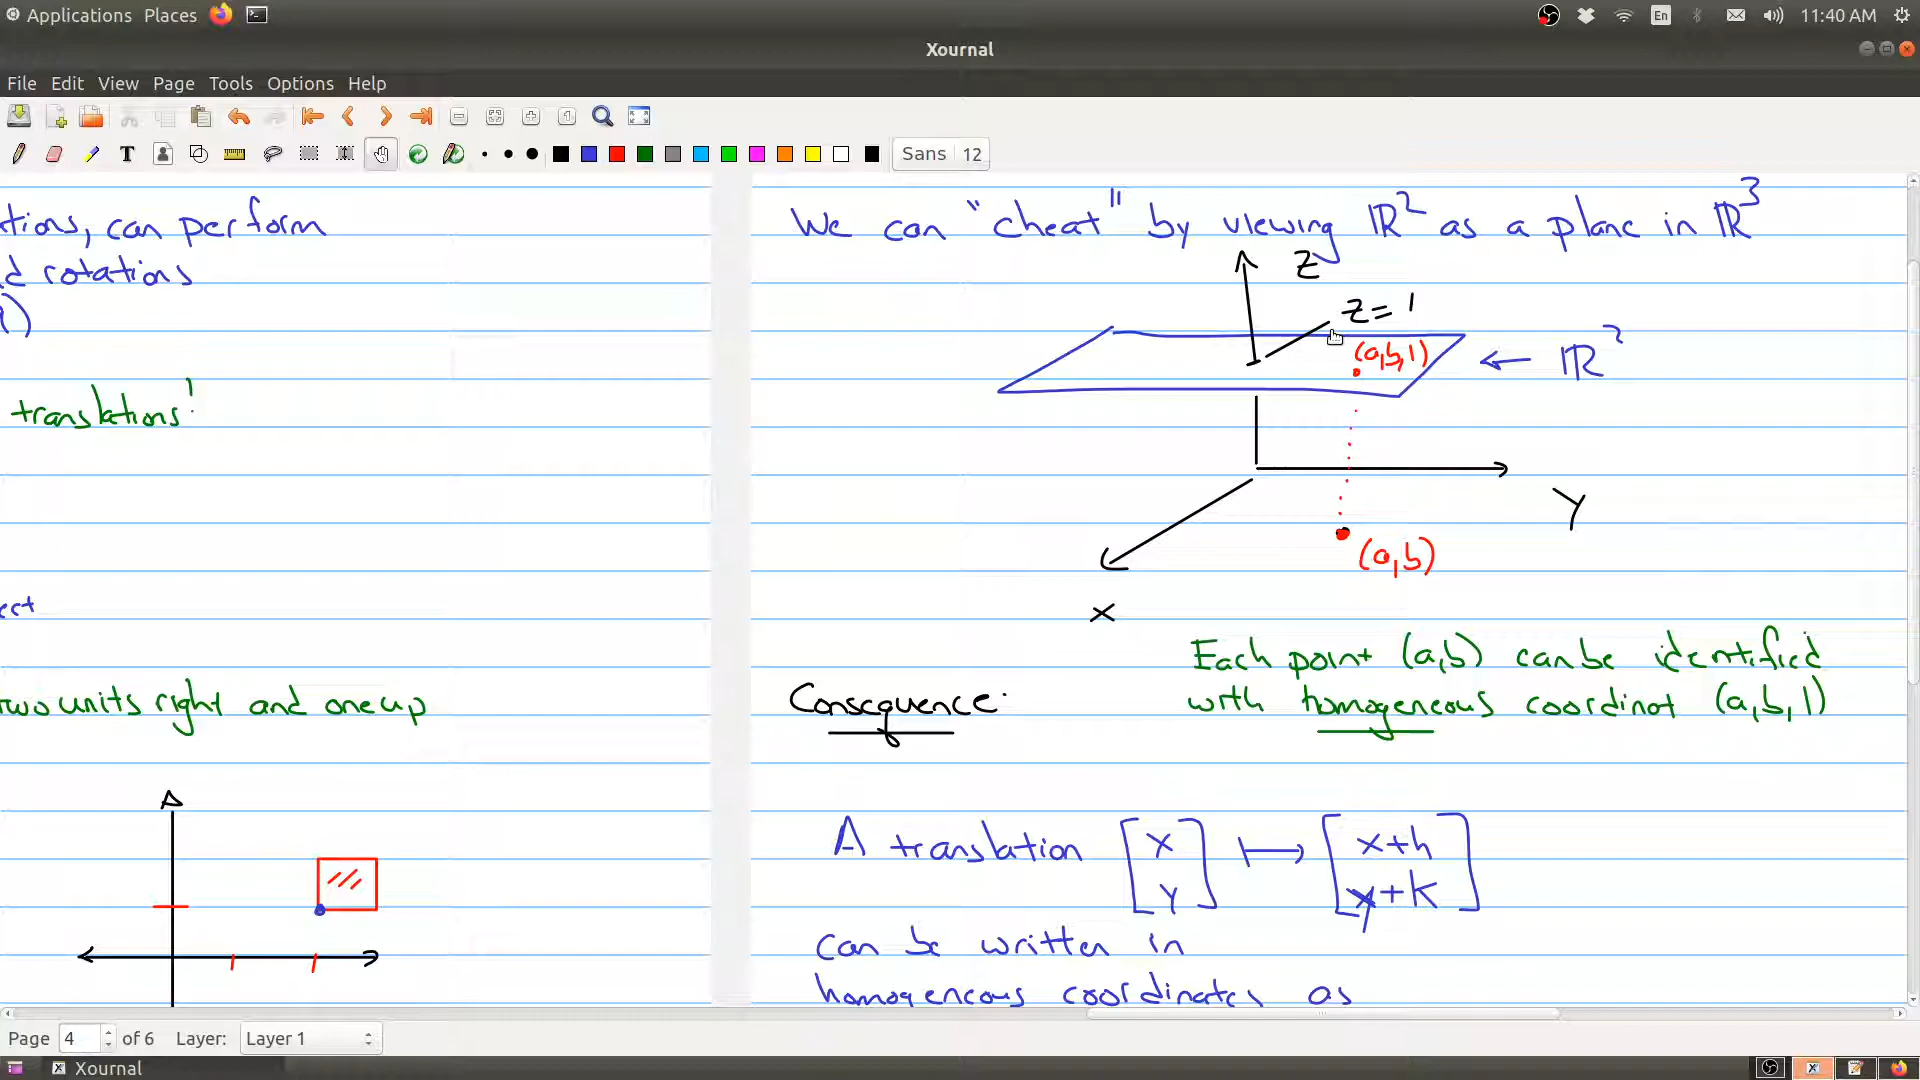 Applications Places En 11:40 AM
Xournal
File Edit View Page Tools Options Help
Sans 12
tions, can perform
d rotations
translations!
ect
two units right and one up
We can "cheat" by viewing ℝ² as a plane in ℝ³
Z
z = 1
(a,b,1)
← ℝ²
Y
(a,b)
X
Each point (a,b) can be identified
Consequence:
with homogeneous coordinat (a,b,1)
A translation [x y] ↦ [x+h y+k]
can be written in
homogeneous coordinates as
Page 4 of 6 Layer: Layer 1
Xournal